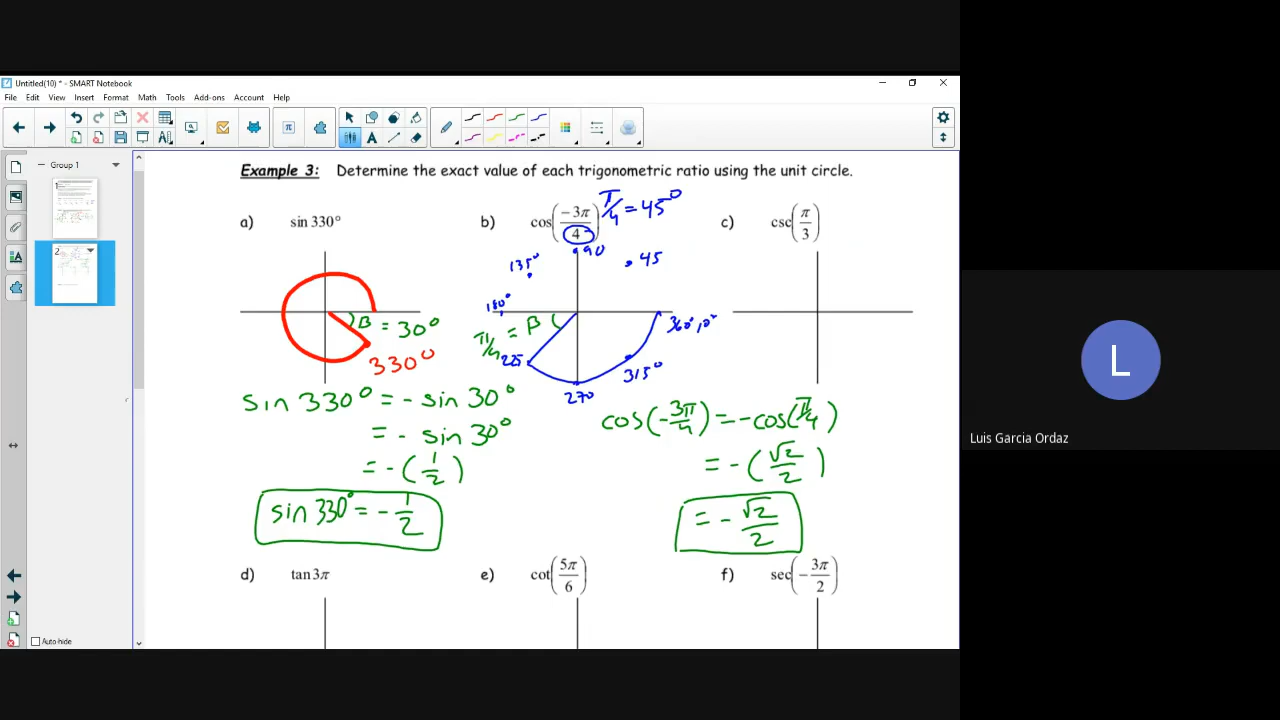 Untitled(10) * - SMART Notebook
File Edit View Insert Format Math Tools Add-ons Account Help
Group 1
2
Auto hide
Example 3: Determine the exact value of each trigonometric ratio using the unit circle.
a) sin 330°
b) cos(-3π/4)
π/4 = 45°
c) csc(π/3)
90
135°
45
180°
β = 30°
330°
π/4 = β
225
360°, 0°
315°
270
sin 330° = - sin 30°
= - sin 30°
= - (1/2)
sin 330° = - 1/2
cos(-3π/4) = - cos(π/4)
= - (√2/2)
= - √2/2
d) tan 3π
e) cot(5π/6)
f) sec(-3π/2)
L
Luis Garcia Ordaz